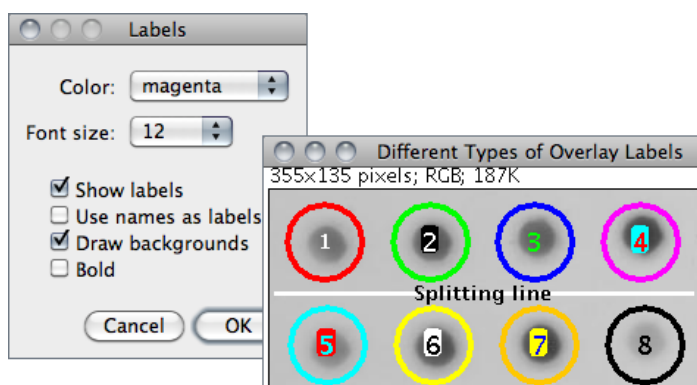 Labels
Color: magenta
Font size: 12
Show labels
Use names as labels
Draw backgrounds
Bold
Cancel OK
Different Types of Overlay Labels
355x135 pixels; RGB; 187K
1 2 3 4
Splitting line
5 6 7 8